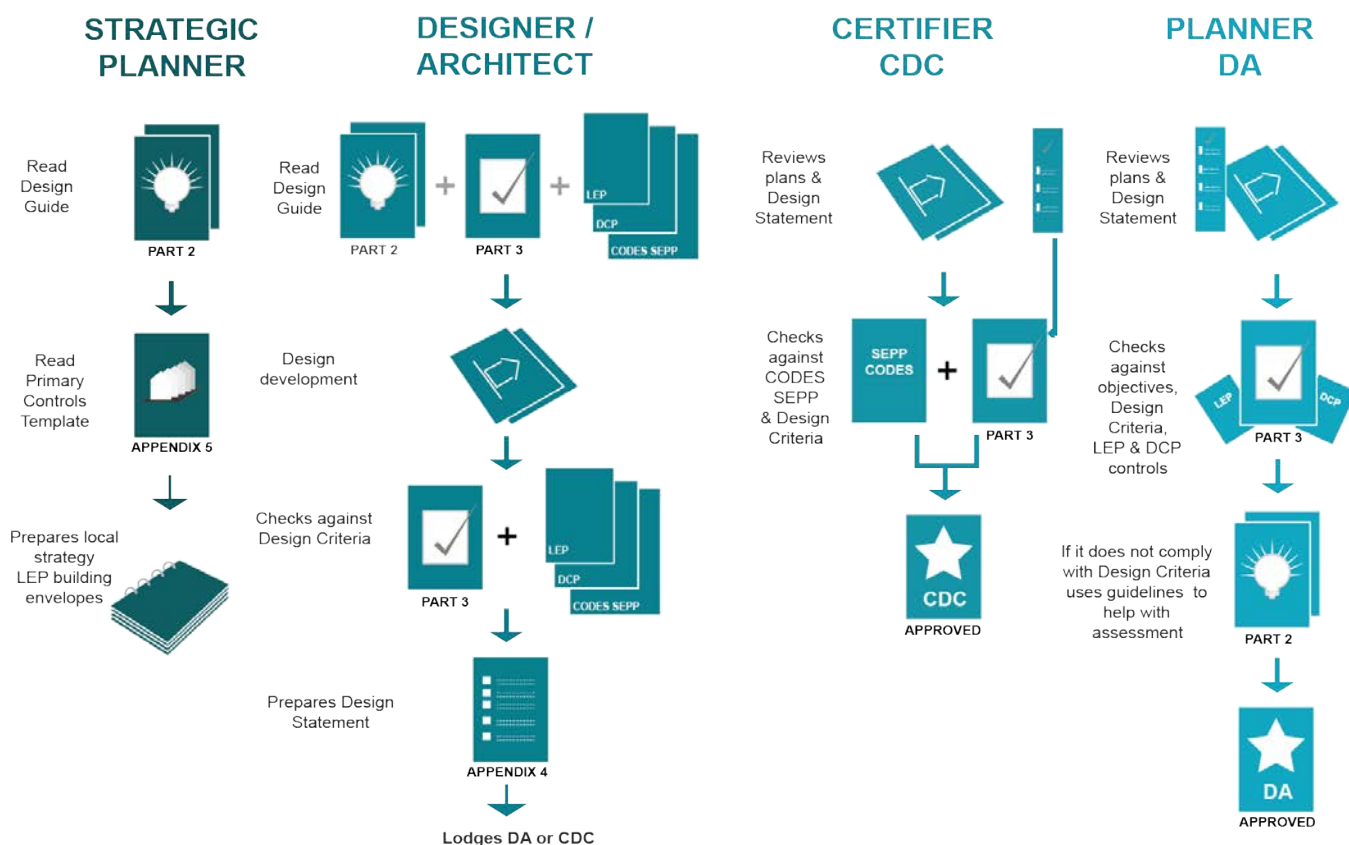 STRATEGIC
PLANNER
Read
Design
Guide
PART 2
Read
Primary
Controls
Template
APPENDIX 5
Prepares local
strategy
LEP building
envelopes
DESIGNER /
ARCHITECT
Read
Design
Guide
PART 2
+
PART 3
+
LEP
DCP
CODES SEPP
Design
development
Checks against
Design Criteria
PART 3
+
LEP
DCP
CODES SEPP
Prepares Design
Statement
APPENDIX 4
Lodges DA or CDC
CERTIFIER
CDC
Reviews
plans &
Design
Statement
Checks
against
CODES
SEPP
& Design
Criteria
SEPP
CODES
+
PART 3
CDC
APPROVED
PLANNER
DA
Reviews
plans &
Design
Statement
Checks
against
objectives,
Design
Criteria,
LEP & DCP
controls
LEP
DCP
PART 3
If it does not comply
with Design Criteria
uses guidelines to
help with
assessment
PART 2
DA
APPROVED